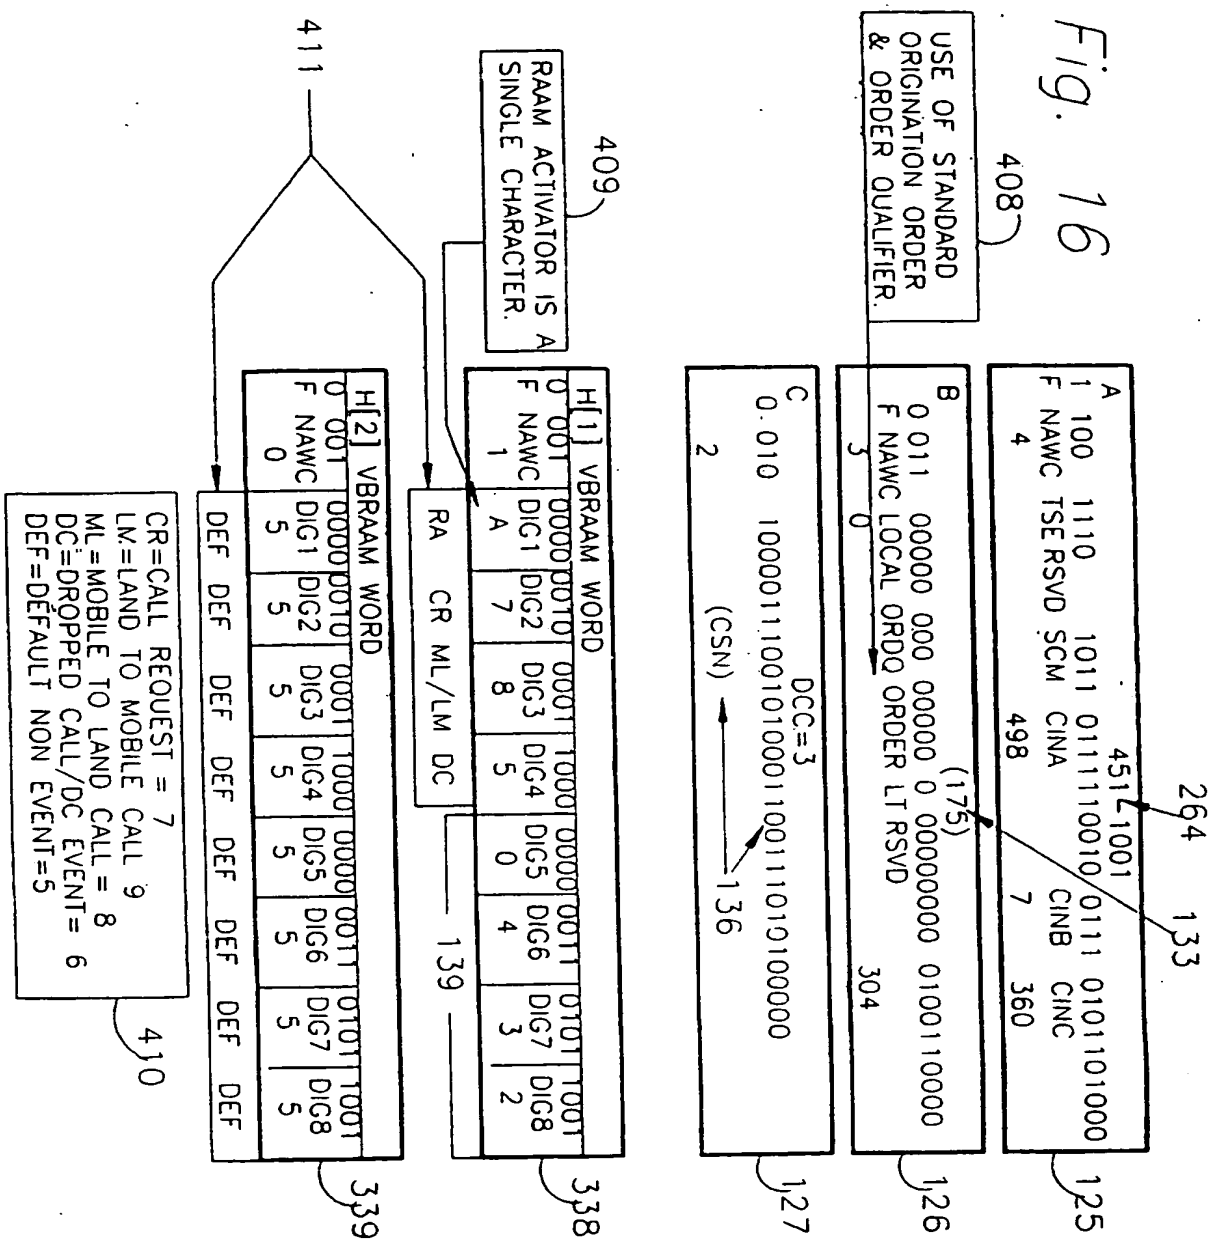 Fig. 16
264
133
408
USE OF STANDARD
ORIGINATION ORDER
& ORDER QUALIFIER.
A
451-1001
1 100 1110 1011 0111110010 0111 0101101000
F NAWC TSE RSVD SCM CINA CINB CINC
4 498 7 360
125
(175)
B
0 011 00000 000 00000 0 00000000 0100110000
F NAWC LOCAL ORDQ ORDER LT RSVD
3 0 304
126
C
DCC=3
0 010 10000111100101010001100111010100000
2 (CSN) 136
127
409
RAAM ACTIVATOR IS A
SINGLE CHARACTER.
H[1] VBRAAM WORD
0 001 0000 0010 0001 1000 0000 0011 0101 1001
F NAWC DIG1 DIG2 DIG3 DIG4 DIG5 DIG6 DIG7 DIG8
1 A 7 8 5 0 4 3 2
338
RA CR ML/LM DC
139
411
H[2] VBRAAM WORD
0 001 0000 0010 0001 1000 0000 0011 0101 1001
F NAWC DIG1 DIG2 DIG3 DIG4 DIG5 DIG6 DIG7 DIG8
0 5 5 5 5 5 5 5 5
339
DEF DEF DEF DEF DEF DEF DEF DEF
CR=CALL REQUEST = 7
LM=LAND TO MOBILE CALL 9
ML=MOBILE TO LAND CALL = 8
DC=DROPPED CALL/DC EVENT= 6
DEF=DEFAULT NON EVENT=5
410